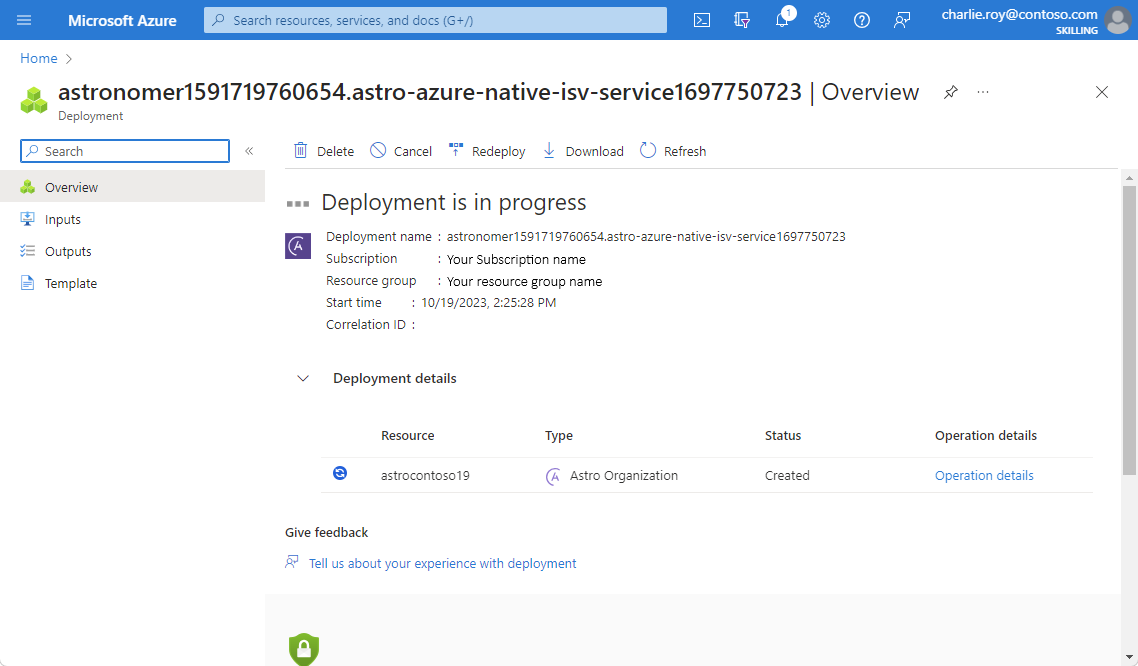 Microsoft Azure
Search resources, services, and docs (G+/)
1
charlie.roy@contoso.com
SKILLING
Home >
astronomer1591719760654.astro-azure-native-isv-service1697750723 | Overview
...
Deployment
Search
«
Delete
Cancel
Redeploy
Download
Refresh
Overview
Inputs
Outputs
Template
Deployment is in progress
Deployment name : astronomer1591719760654.astro-azure-native-isv-service1697750723
Subscription : Your Subscription name
Resource group : Your resource group name
Start time : 10/19/2023, 2:25:28 PM
Correlation ID :
Deployment details
Resource Type Status Operation details
astrocontoso19 Astro Organization Created Operation details
Give feedback
Tell us about your experience with deployment